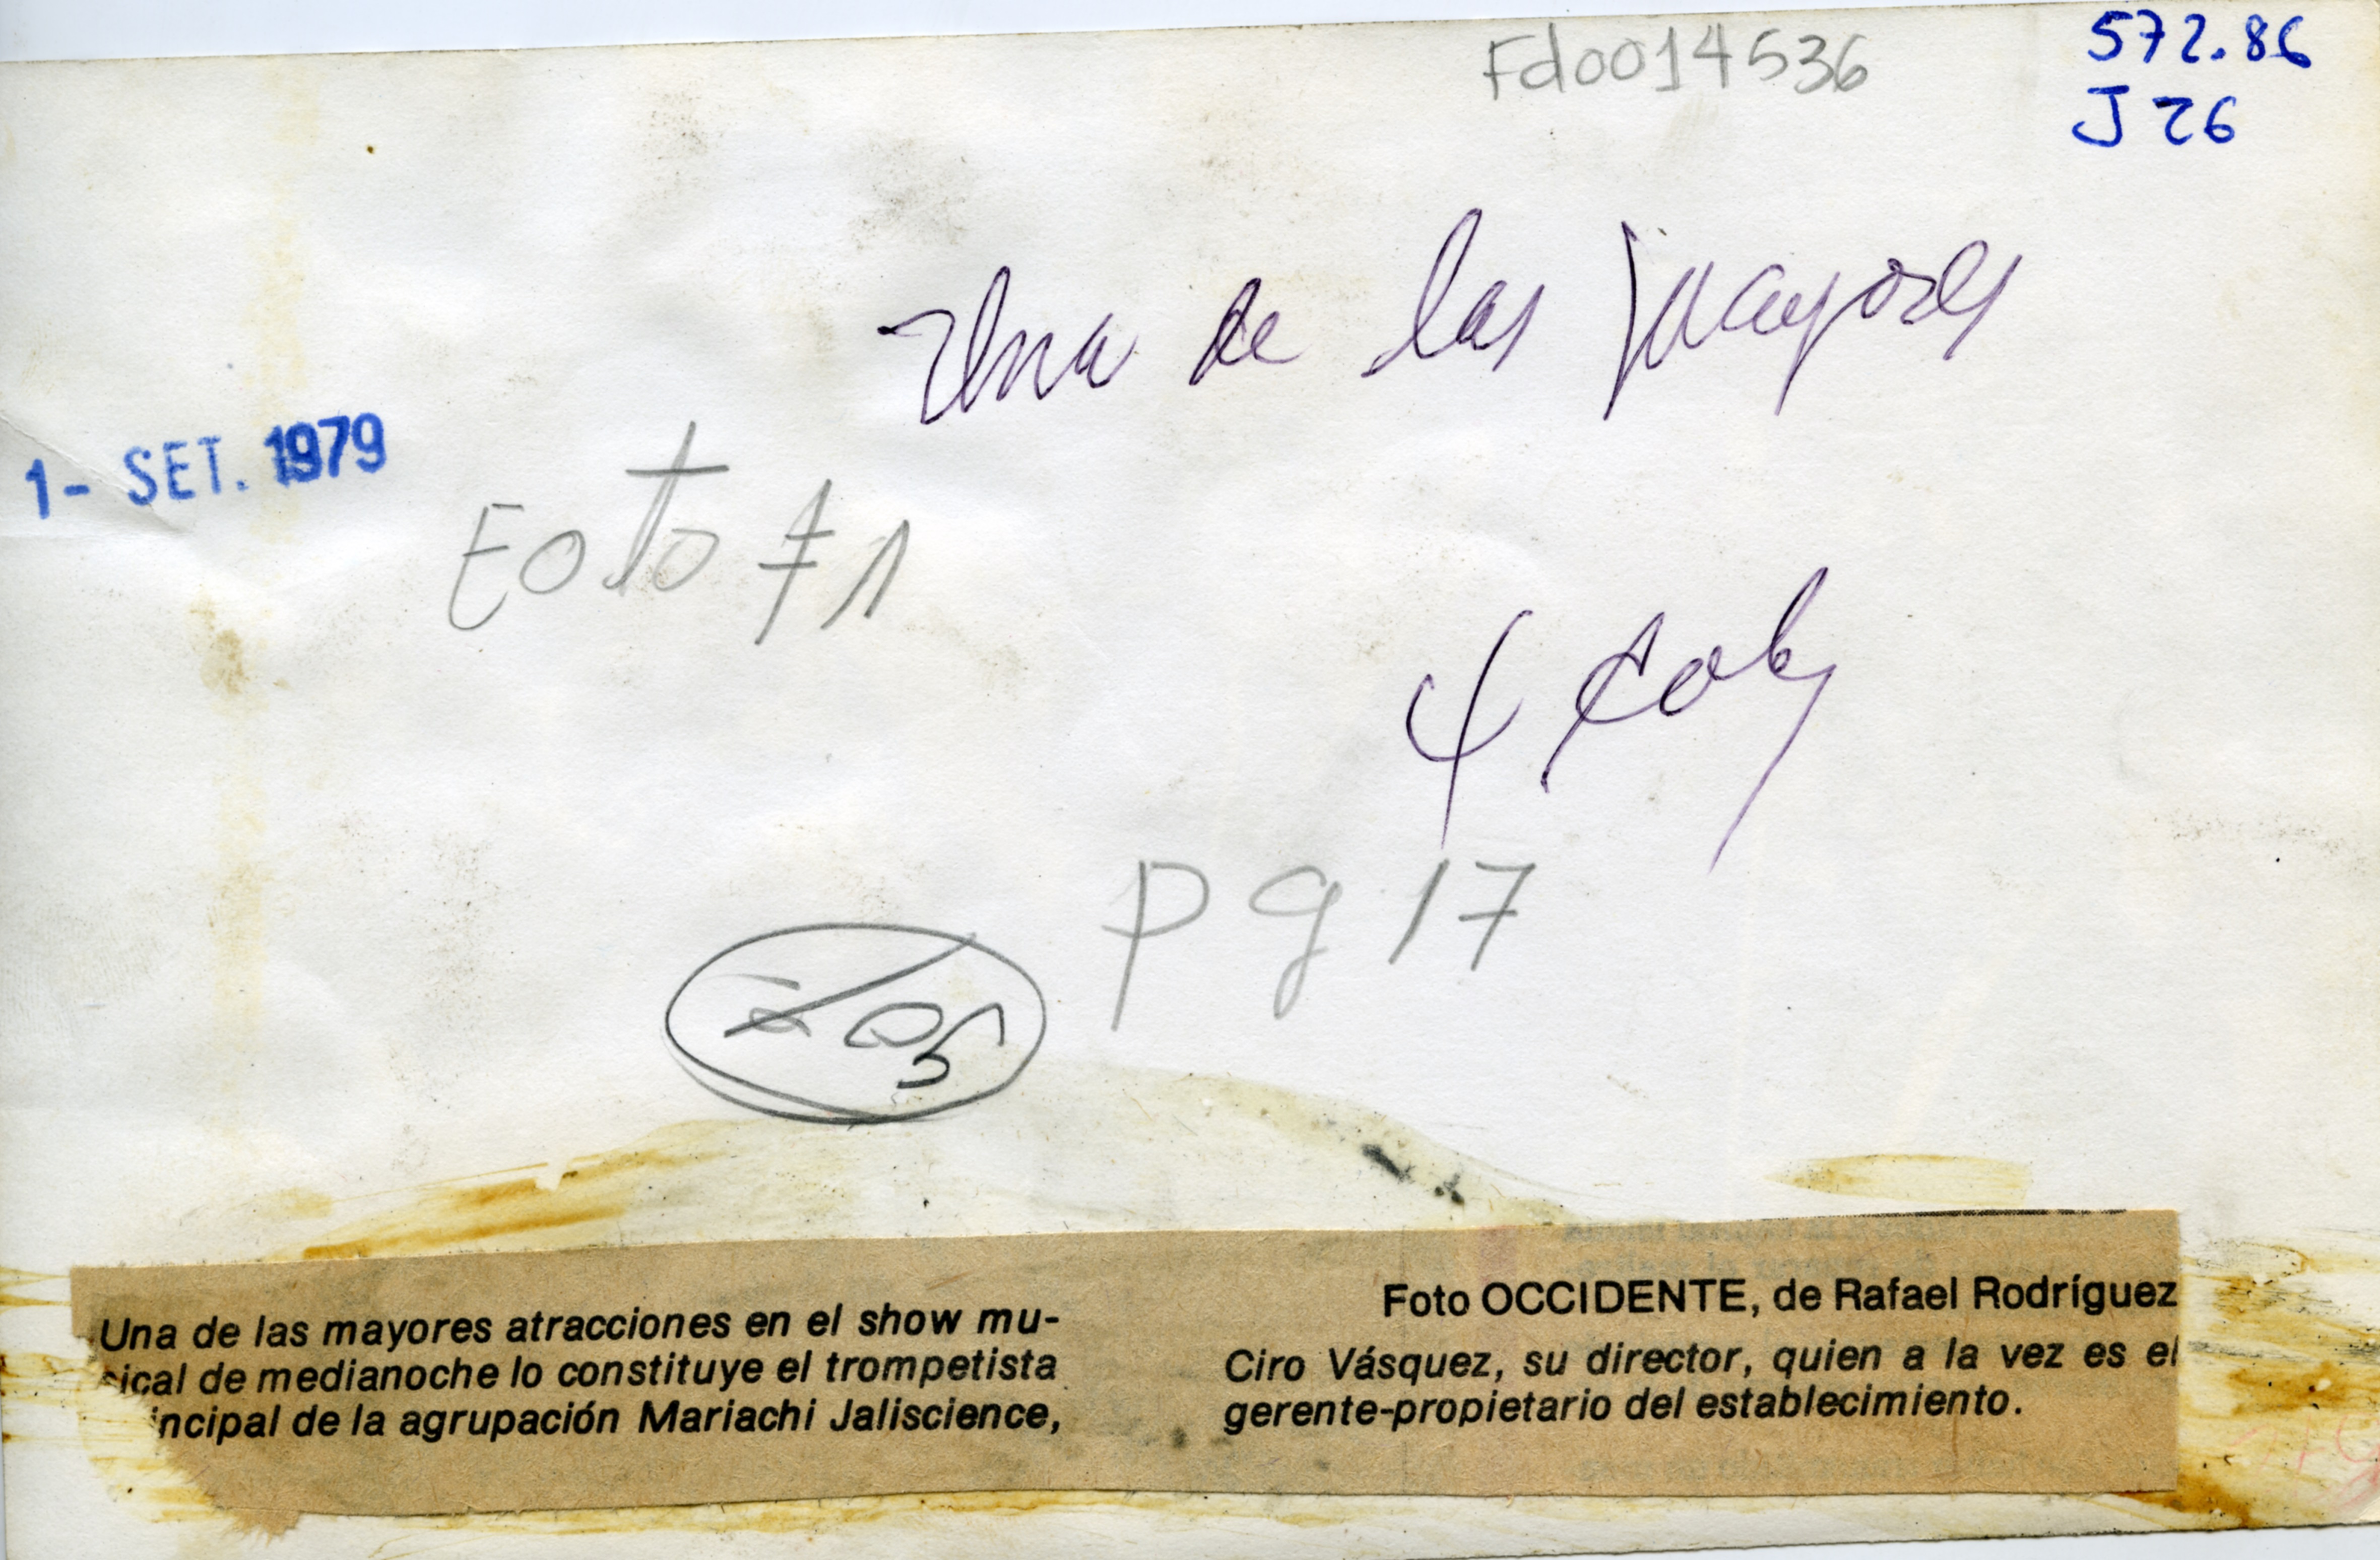 Fdo014536
572.86
J26
Una de las mayores
1- SET. 1979
Foto #1
4 Col
pg 17
Foto OCCIDENTE, de Rafael Rodríguez
Una de las mayores atracciones en el show mu-
sical de medianoche lo constituye el trompetista
incipal de la agrupación Mariachi Jaliscience,
Ciro Vásquez, su director, quien a la vez es el
gerente-propietario del establecimiento.